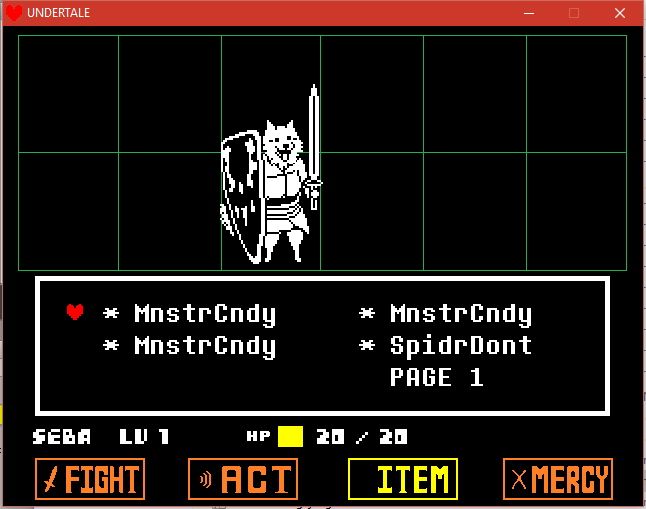 UNDERTALE
* MnstrCndy * MnstrCndy
* MnstrCndy * SpidrDont
PAGE 1
SEBA LV 1 HP 20 / 20
FIGHT ACT ITEM MERCY